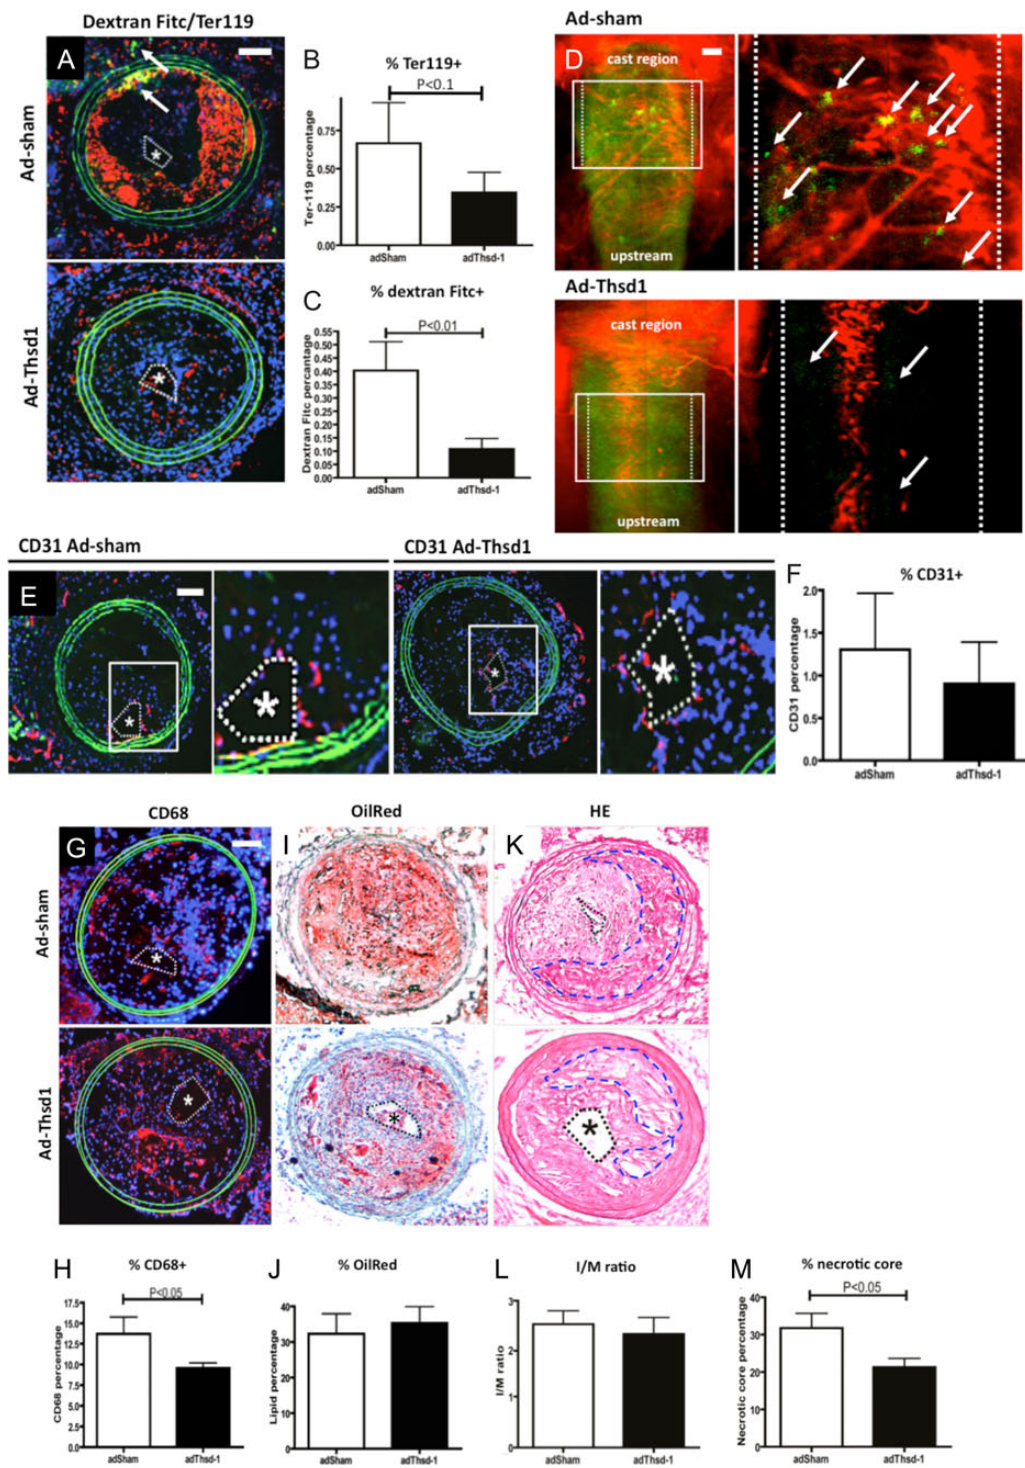 Dextran Fitc/Ter119
Ad-sham
A
*
Ad-Thsd1
*
B
% Ter119+
P<0.1
Ter-119 percentage
0.75
0.50
0.25
0.00
adSham
adThsd-1
C
% dextran Fitc+
P<0.01
Dextran Fitc percantage
0.55
0.50
0.45
0.40
0.35
0.30
0.25
0.20
0.15
0.10
0.05
0.00
adSham
adThsd-1
Ad-sham
D
cast region
upstream
Ad-Thsd1
cast region
upstream
CD31 Ad-sham
CD31 Ad-Thsd1
E
*
*
*
*
F
% CD31+
CD31 percentage
2.0
1.5
1.0
0.5
0.0
adSham
adThsd-1
CD68
OilRed
HE
Ad-sham
G
*
I
K
Ad-Thsd1
*
*
*
H
% CD68+
P<0.05
CD68 percentage
17.5
15.0
12.5
10.0
7.5
5.0
2.5
0.0
adSham
adThsd-1
J
% OilRed
Lipid percentage
40
30
20
10
0
adSham
adThsd-1
L
I/M ratio
I/M ratio
3
2
1
0
adSham
adThsd-1
M
% necrotic core
P<0.05
Necrotic core percentage
40
30
20
10
0
adSham
adThsd-1